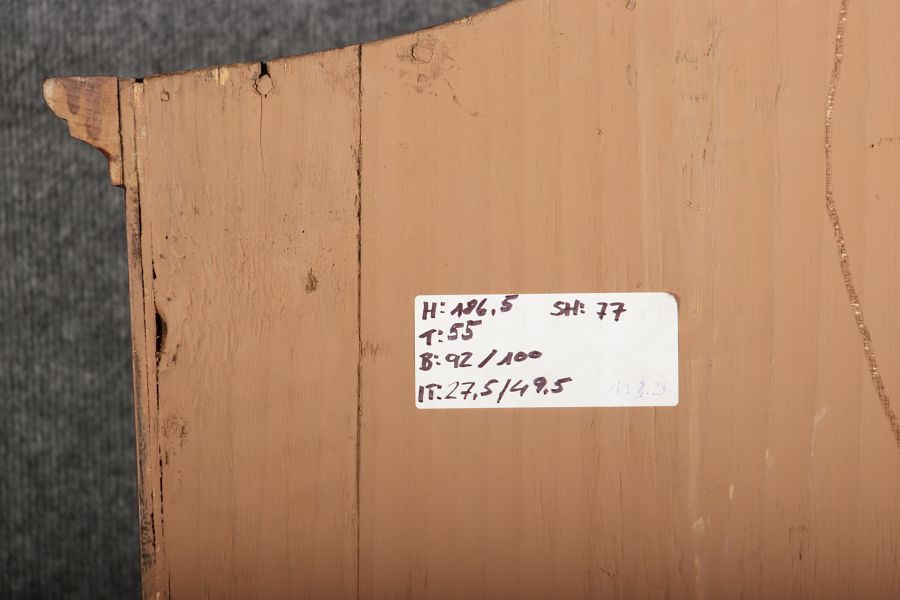 H: 186,5 SH: 77
T: 55
B: 92 / 100
IT: 27,5 / 49,5